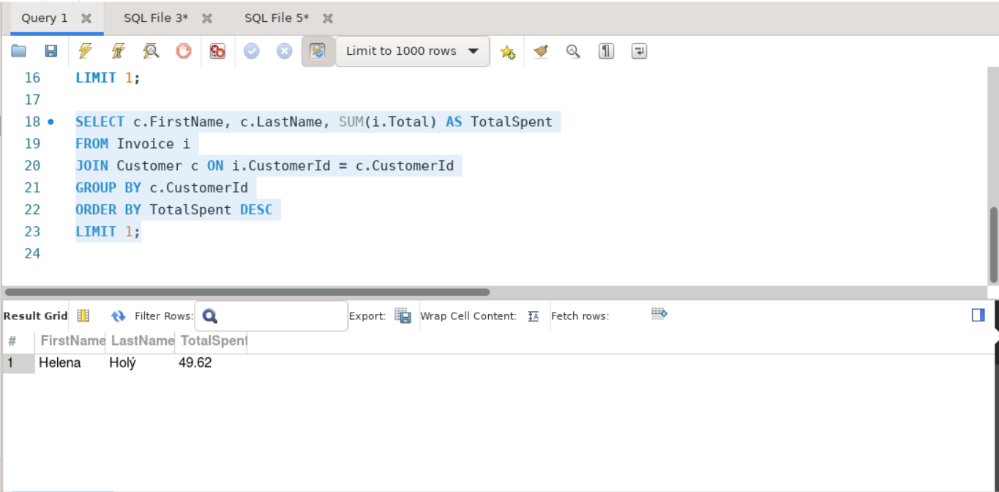 Query 1 SQL File 3* SQL File 5*
Limit to 1000 rows
16 LIMIT 1;
17
18 SELECT c.FirstName, c.LastName, SUM(i.Total) AS TotalSpent
19 FROM Invoice i
20 JOIN Customer c ON i.CustomerId = c.CustomerId
21 GROUP BY c.CustomerId
22 ORDER BY TotalSpent DESC
23 LIMIT 1;
24
Result Grid Filter Rows: Export: Wrap Cell Content: Fetch rows:
# FirstName LastName TotalSpent
1 Helena Holý 49.62